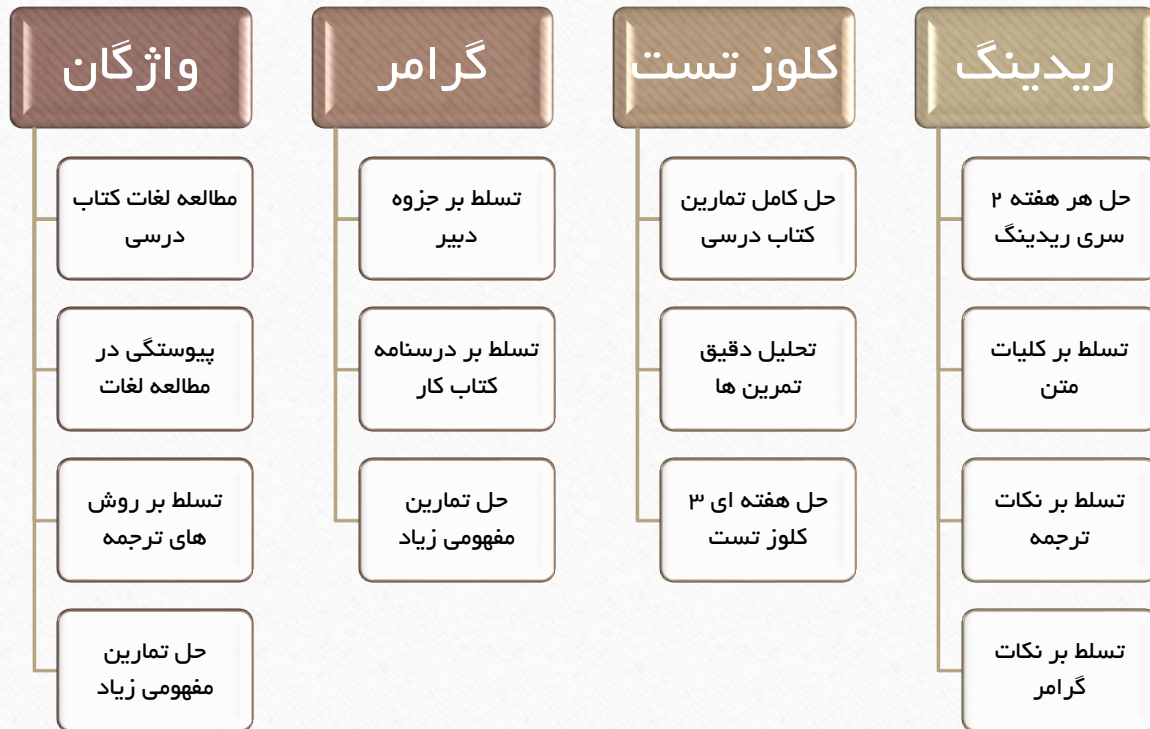 ریدینگ
حل هر هفته ۲
سری ریدینگ
تسلط بر کلیات
متن
تسلط بر نکات
ترجمه
تسلط بر نکات
گرامر
کلوز تست
حل کامل تمارین
کتاب درسی
تحلیل دقیق
تمرین ها
حل هفته ای ۳
کلوز تست
گرامر
تسلط بر جزوه
دبیر
تسلط بر درسنامه
کتاب کار
حل تمارین
مفهومی زیاد
واژگان
مطالعه لغات کتاب
درسی
پیوستگی در
مطالعه لغات
تسلط بر روش
های ترجمه
حل تمارین
مفهومی زیاد